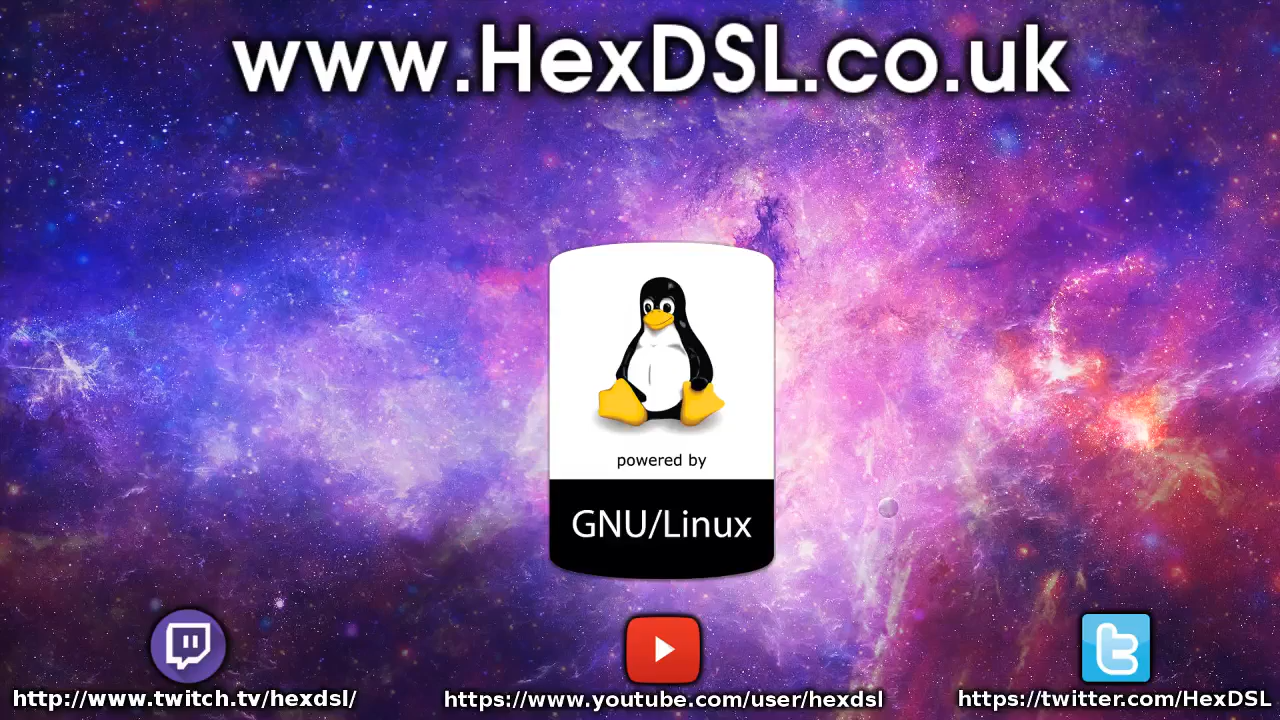 www.HexDSL.co.uk
powered by
GNU/Linux
http://www.twitch.tv/hexdsl/
https://www.youtube.com/user/hexdsl
https://twitter.com/HexDSL